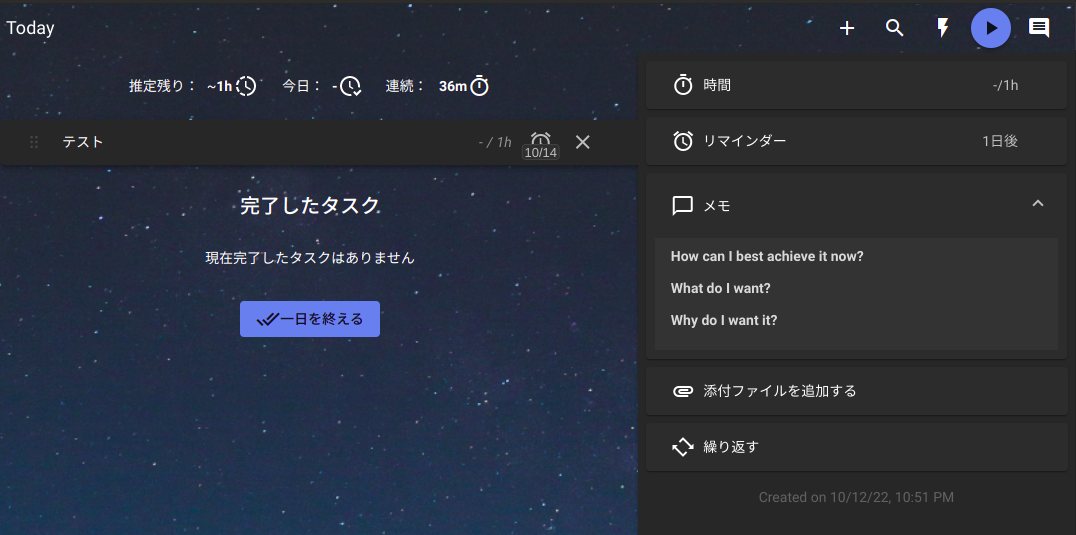 Today
推定残り： ~1h 今日： - 連続： 36m
テスト - / 1h 10/14
完了したタスク
現在完了したタスクはありません
一日を終える
時間 -/1h
リマインダー 1日後
メモ
How can I best achieve it now?
What do I want?
Why do I want it?
添付ファイルを追加する
繰り返す
Created on 10/12/22, 10:51 PM